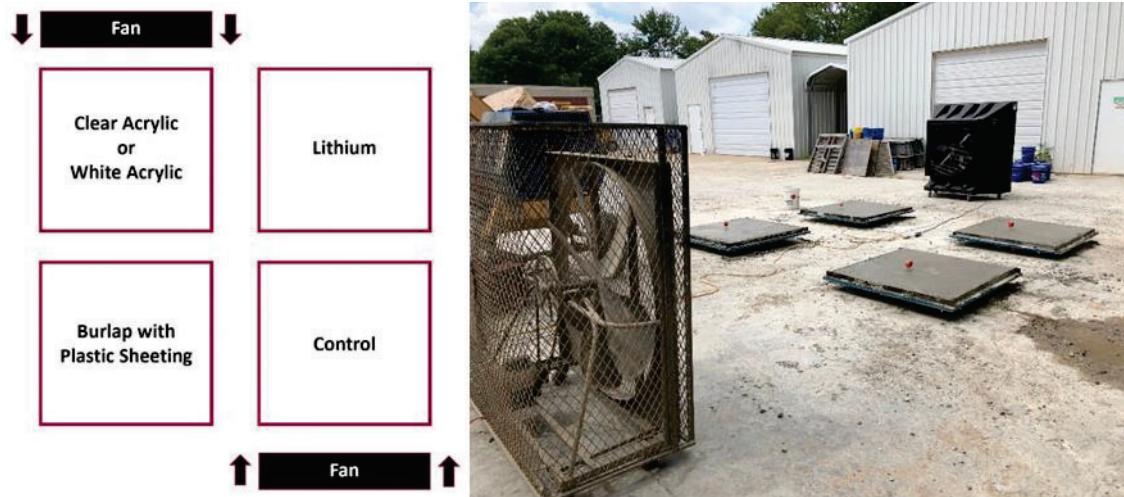 Fan
Clear Acrylic
or
White Acrylic
Lithium
Burlap with
Plastic Sheeting
Control
Fan